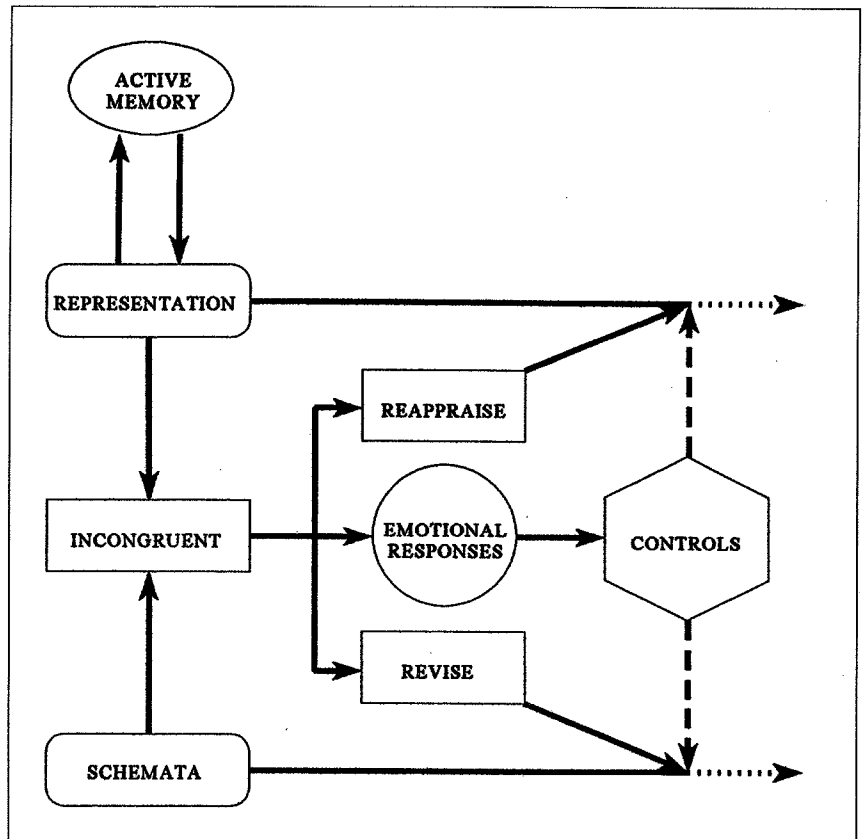 ACTIVE
MEMORY
REPRESENTATION
REAPPRAISE
INCONGRUENT
EMOTIONAL
RESPONSES
CONTROLS
REVISE
SCHEMATA